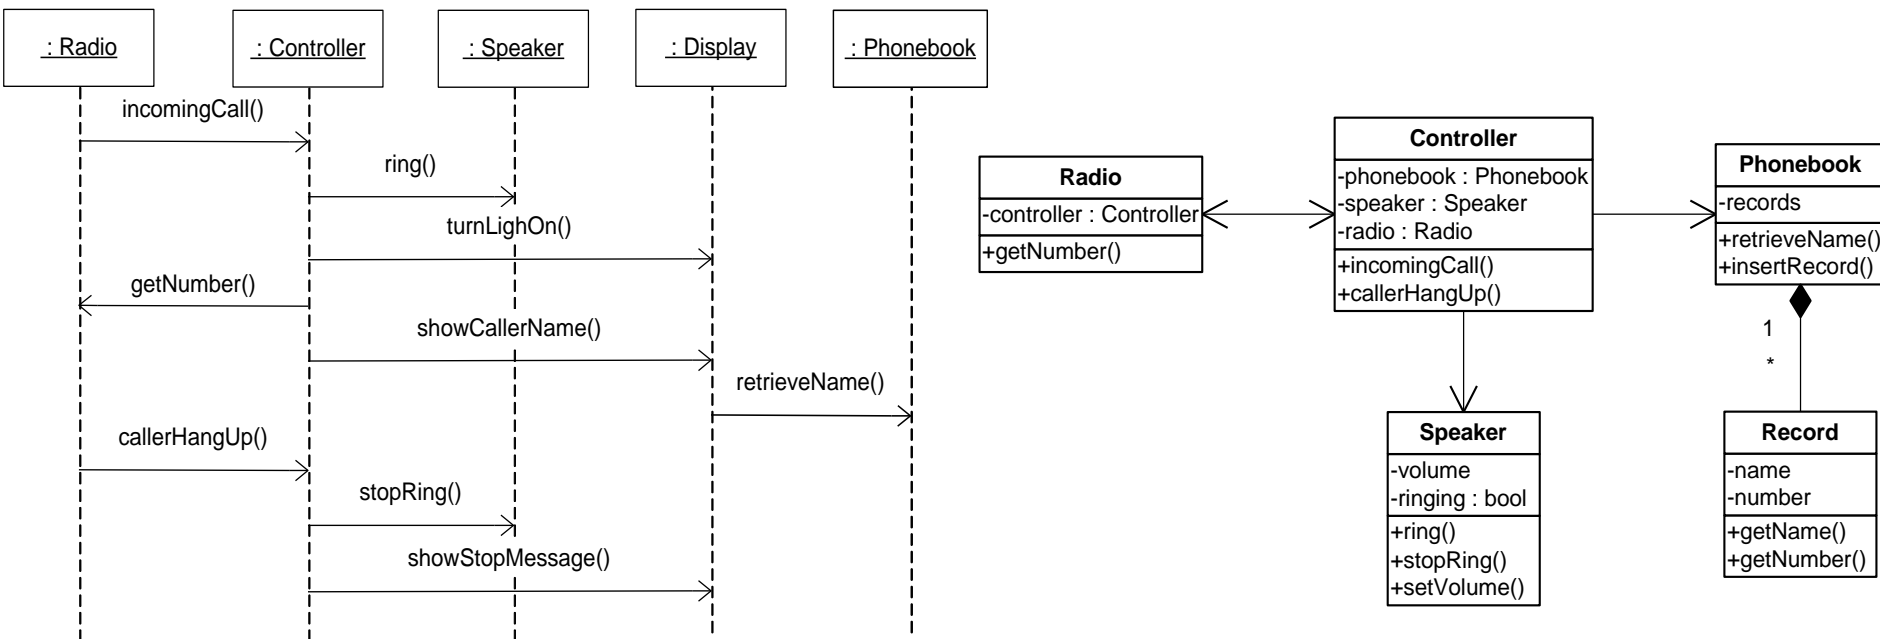 : Radio
: Controller
: Speaker
: Display
: Phonebook
incomingCall()
ring()
turnLighOn()
getNumber()
showCallerName()
retrieveName()
callerHangUp()
stopRing()
showStopMessage()
Radio
-controller : Controller
+getNumber()
Controller
-phonebook : Phonebook
-speaker : Speaker
-radio : Radio
+incomingCall()
+callerHangUp()
Phonebook
-records
+retrieveName()
+insertRecord()
1
*
Speaker
-volume
-ringing : bool
+ring()
+stopRing()
+setVolume()
Record
-name
-number
+getName()
+getNumber()